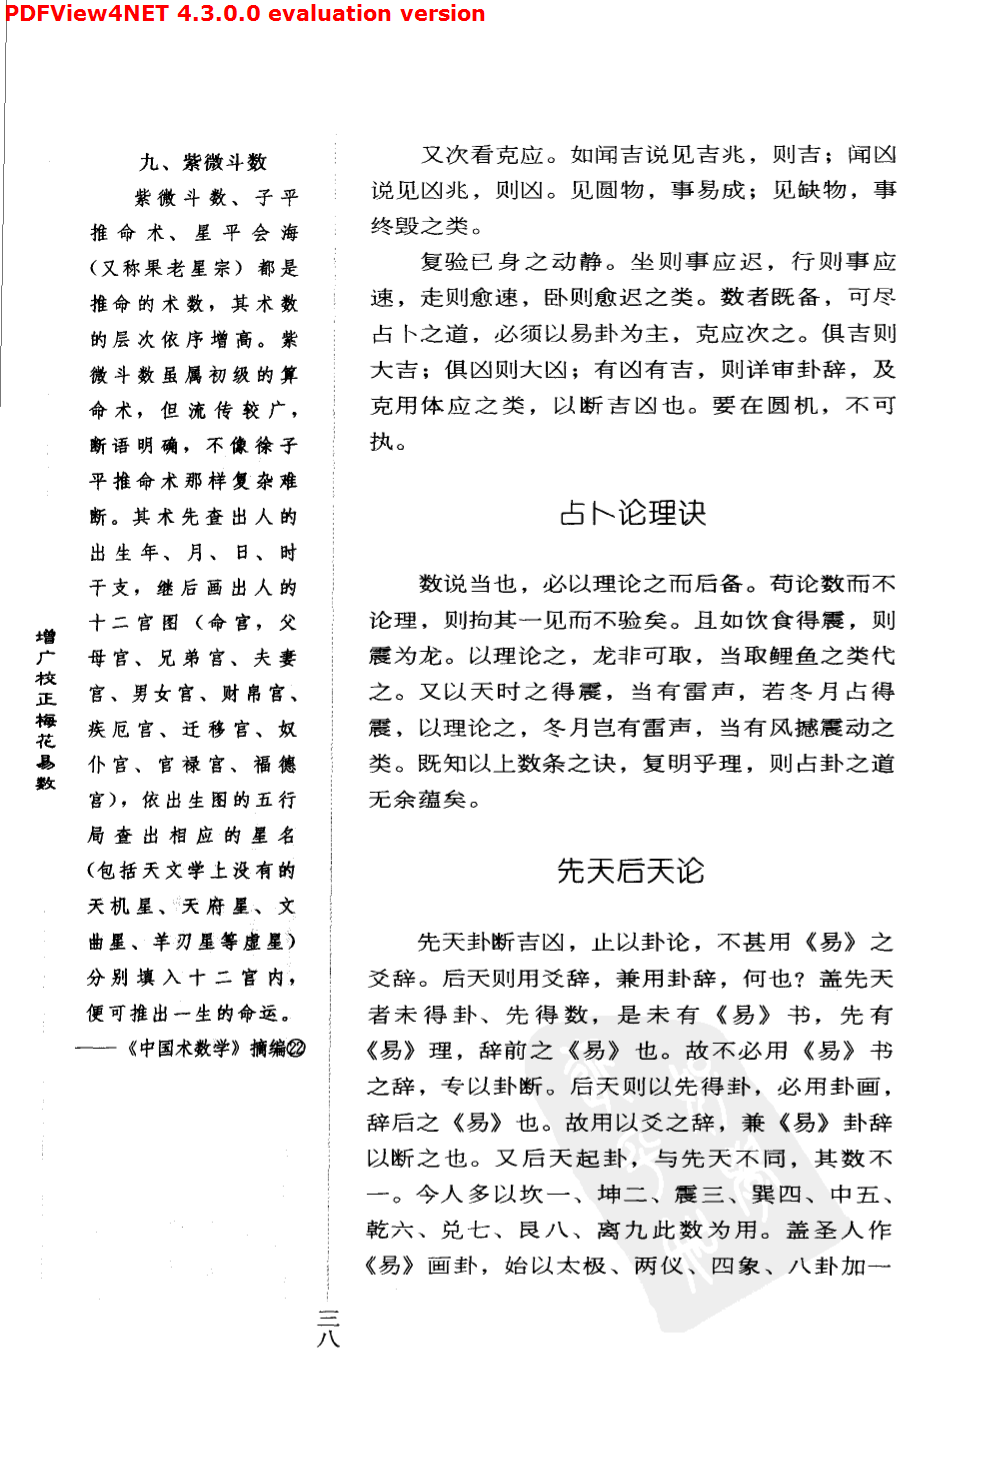 PDFView4NET 4.3.0.0 evaluation version
九、紫微斗数
紫微斗数、子平
推命术、星平会海
（又称果老星宗）都是
推命的术数，其术数
的层次依序增高。紫
微斗数虽属初级的算
命术，但流传较广，
断语明确，不像徐子
平推命术那样复杂难
断。其术先查出人的
出生年、月、日、时
干支，继后画出人的
十二宫图（命宫，父
母宫、兄弟宫、夫妻
宫、男女宫、财帛宫、
疾厄宫、迁移宫、奴
仆宫、官禄宫、福德
宫），依出生图的五行
局查出相应的星名
（包括天文学上没有的
天机星、天府星、文
曲星、羊刃星等虚星）
分别填入十二宫内，
便可推出一生的命运。
——《中国术数学》摘编㉒
增广校正梅花易数
又次看克应。如闻吉说见吉兆，则吉；闻凶
说见凶兆，则凶。见圆物，事易成；见缺物，事
终毁之类。
复验已身之动静。坐则事应迟，行则事应
速，走则愈速，卧则愈迟之类。数者既备，可尽
占卜之道，必须以易卦为主，克应次之。俱吉则
大吉；俱凶则大凶；有凶有吉，则详审卦辞，及
克用体应之类，以断吉凶也。要在圆机，不可
执。
占卜论理诀
数说当也，必以理论之而后备。苟论数而不
论理，则拘其一见而不验矣。且如饮食得震，则
震为龙。以理论之，龙非可取，当取鲤鱼之类代
之。又以天时之得震，当有雷声，若冬月占得
震，以理论之，冬月岂有雷声，当有风撼震动之
类。既知以上数条之诀，复明乎理，则占卦之道
无余蕴矣。
先天后天论
先天卦断吉凶，止以卦论，不甚用《易》之
爻辞。后天则用爻辞，兼用卦辞，何也？盖先天
者未得卦、先得数，是未有《易》书，先有
《易》理，辞前之《易》也。故不必用《易》书
之辞，专以卦断。后天则以先得卦，必用卦画，
辞后之《易》也。故用以爻之辞，兼《易》卦辞
以断之也。又后天起卦，与先天不同，其数不
一。今人多以坎一、坤二、震三、巽四、中五、
乾六、兑七、艮八、离九此数为用。盖圣人作
《易》画卦，始以太极、两仪、四象、八卦加一
三八